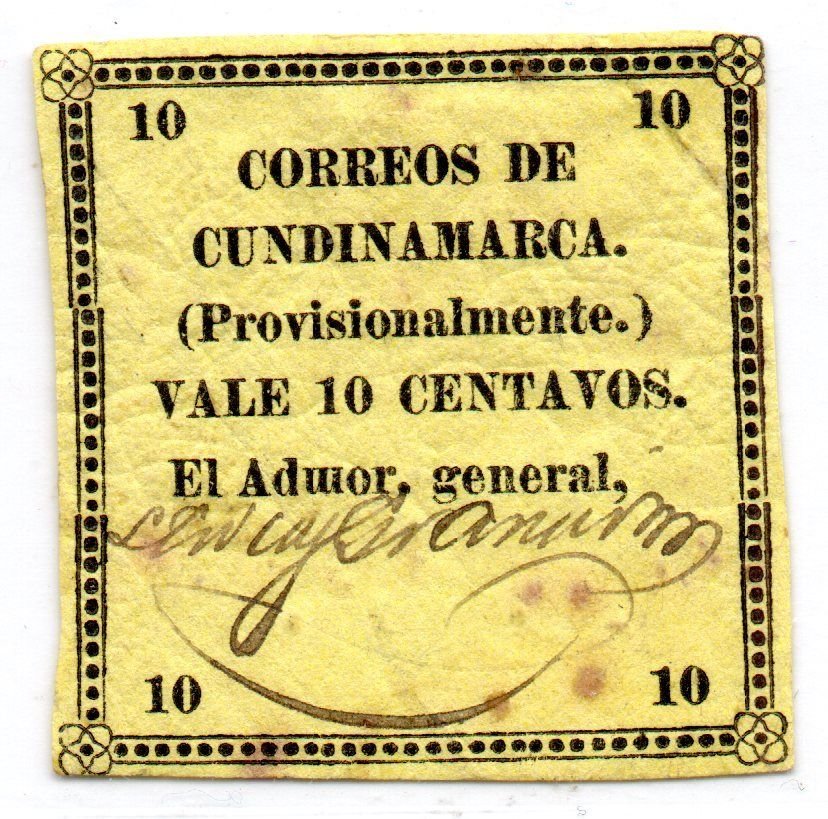 10 10
CORREOS DE
CUNDINAMARCA.
(Provisionalmente.)
VALE 10 CENTAVOS.
El Admor. general,
10 10